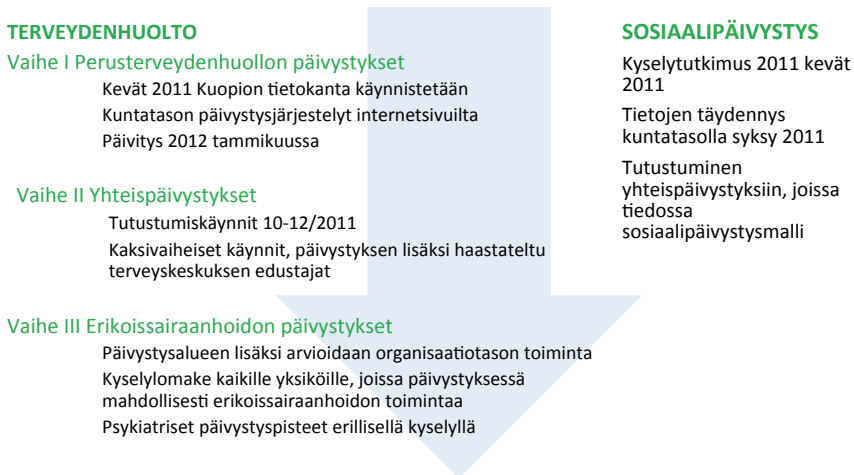 TERVEYDENHUOLTO
Vaihe I Perusterveydenhuollon päivystykset
Kevät 2011 Kuopion tietokanta käynnistetään
Kuntatason päivystysjärjestelyt internetsivuilta
Päivitys 2012 tammikuussa
Vaihe II Yhteispäivystykset
Tutustumiskäynnit 10-12/2011
Kaksivaiheiset käynnit, päivystyksen lisäksi haastateltu
terveyskeskuksen edustajat
Vaihe III Erikoissairaanhoidon päivystykset
Päivystysalueen lisäksi arvioidaan organisaatiotason toiminta
Kyselylomake kaikille yksiköille, joissa päivystyksessä
mahdollisesti erikoissairaanhoidon toimintaa
Psykiatriset päivystyspisteet erillisellä kyselyllä
SOSIAALIPÄIVYSTYS
Kyselytutkimus 2011 kevät
2011
Tietojen täydennys
kuntatasolla syksy 2011
Tutustuminen
yhteispäivystyksiin, joissa
tiedossa
sosiaalipäivystysmalli